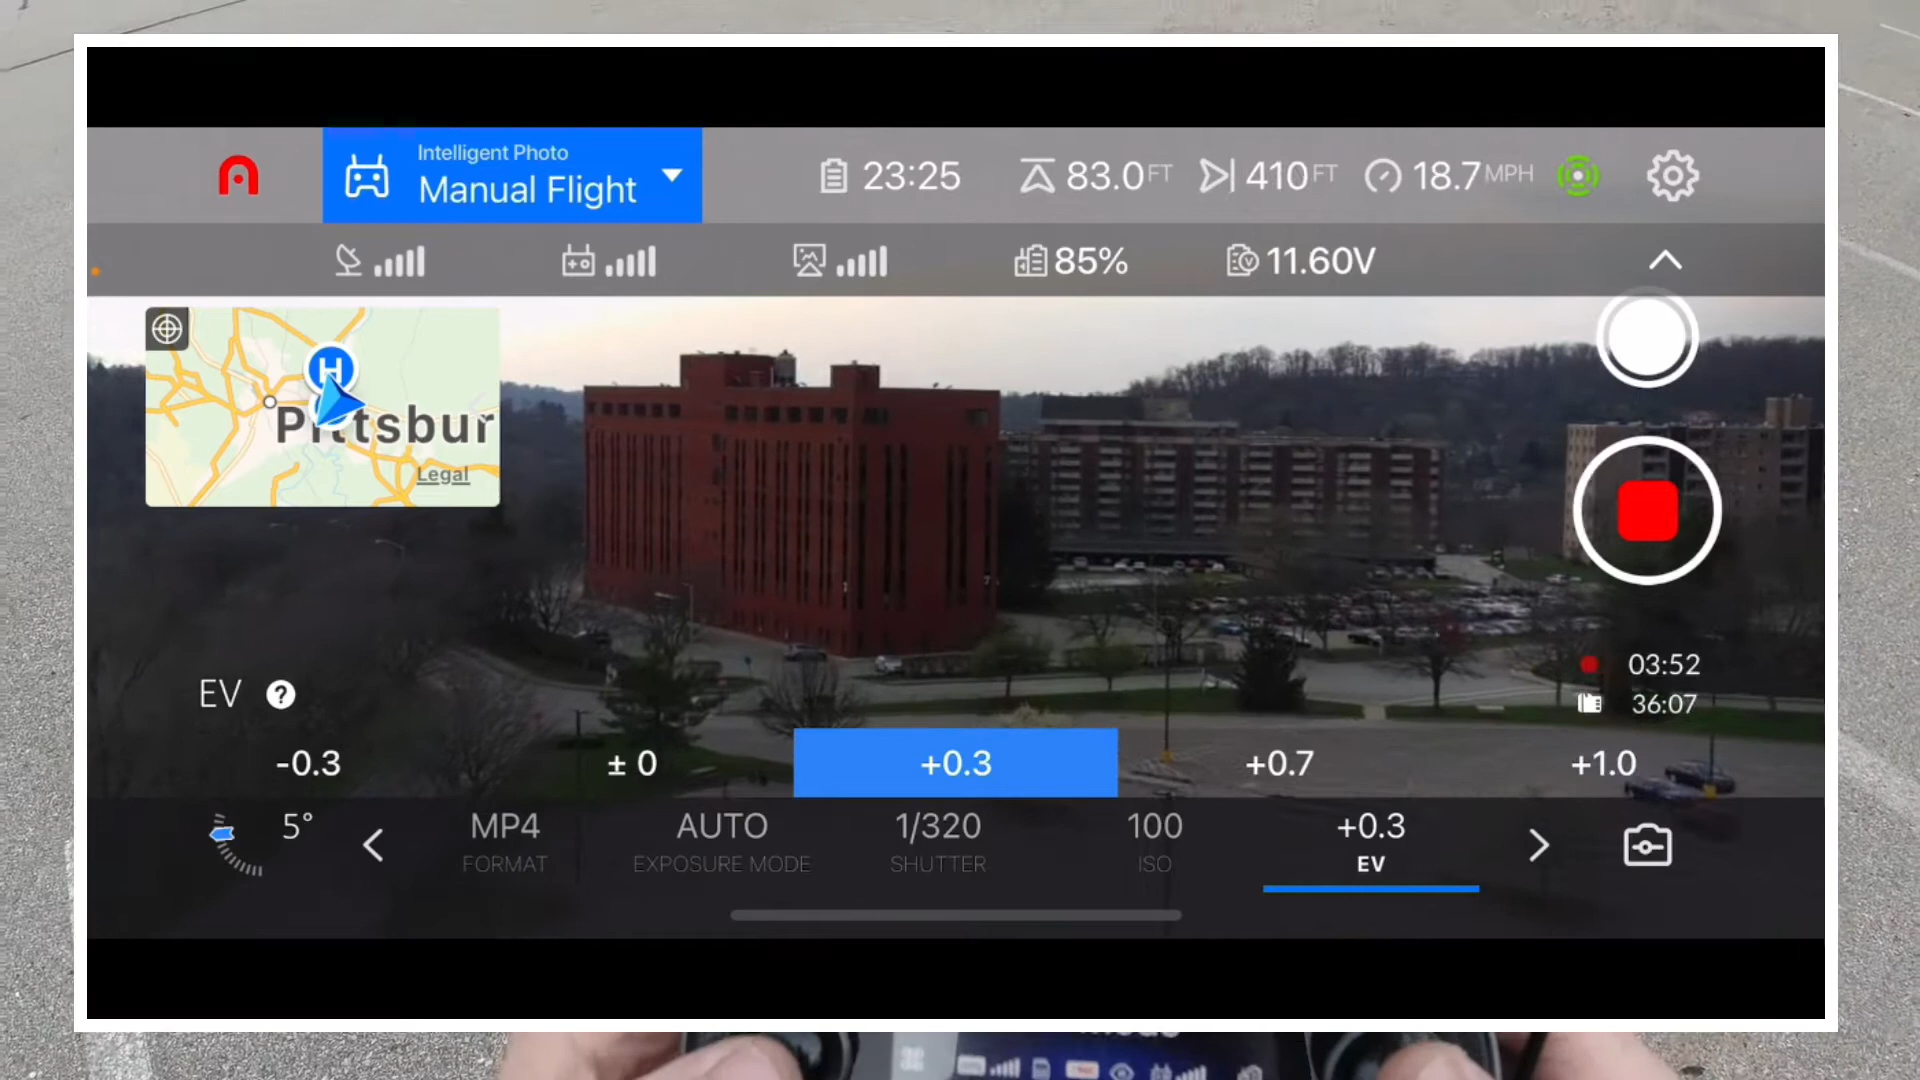 Intelligent Photo
Manual Flight
23:25
83.0FT
410FT
18.7MPH
85%
11.60V
H
Pittsbur
Legal
03:52
36:07
EV ?
-0.3
± 0
+0.3
+0.7
+1.0
5°
MP4
FORMAT
AUTO
EXPOSURE MODE
1/320
SHUTTER
100
ISO
+0.3
EV